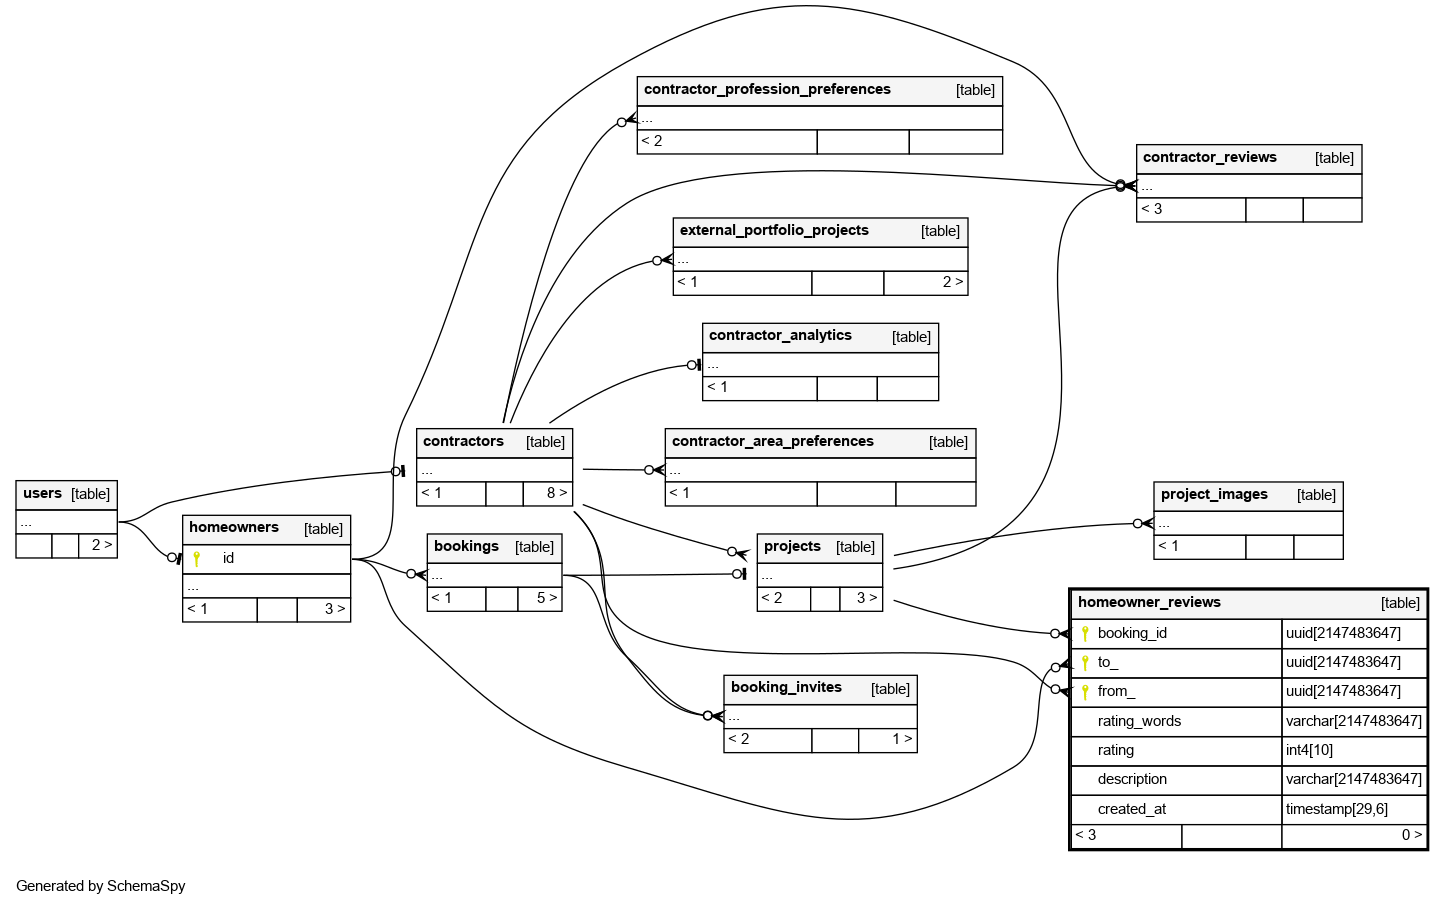 contractor_profession_preferences [table]
...
< 2
contractor_reviews [table]
...
< 3
external_portfolio_projects [table]
...
< 1 2 >
contractor_analytics [table]
...
< 1
contractors [table]
...
< 1 8 >
contractor_area_preferences [table]
...
< 1
users [table]
...
2 >
homeowners [table]
id
...
< 1 3 >
bookings [table]
...
< 1 5 >
projects [table]
...
< 2 3 >
project_images [table]
...
< 1
homeowner_reviews [table]
booking_id uuid[2147483647]
to_ uuid[2147483647]
from_ uuid[2147483647]
rating_words varchar[2147483647]
rating int4[10]
description varchar[2147483647]
created_at timestamp[29,6]
< 3 0 >
booking_invites [table]
...
< 2 1 >
Generated by SchemaSpy